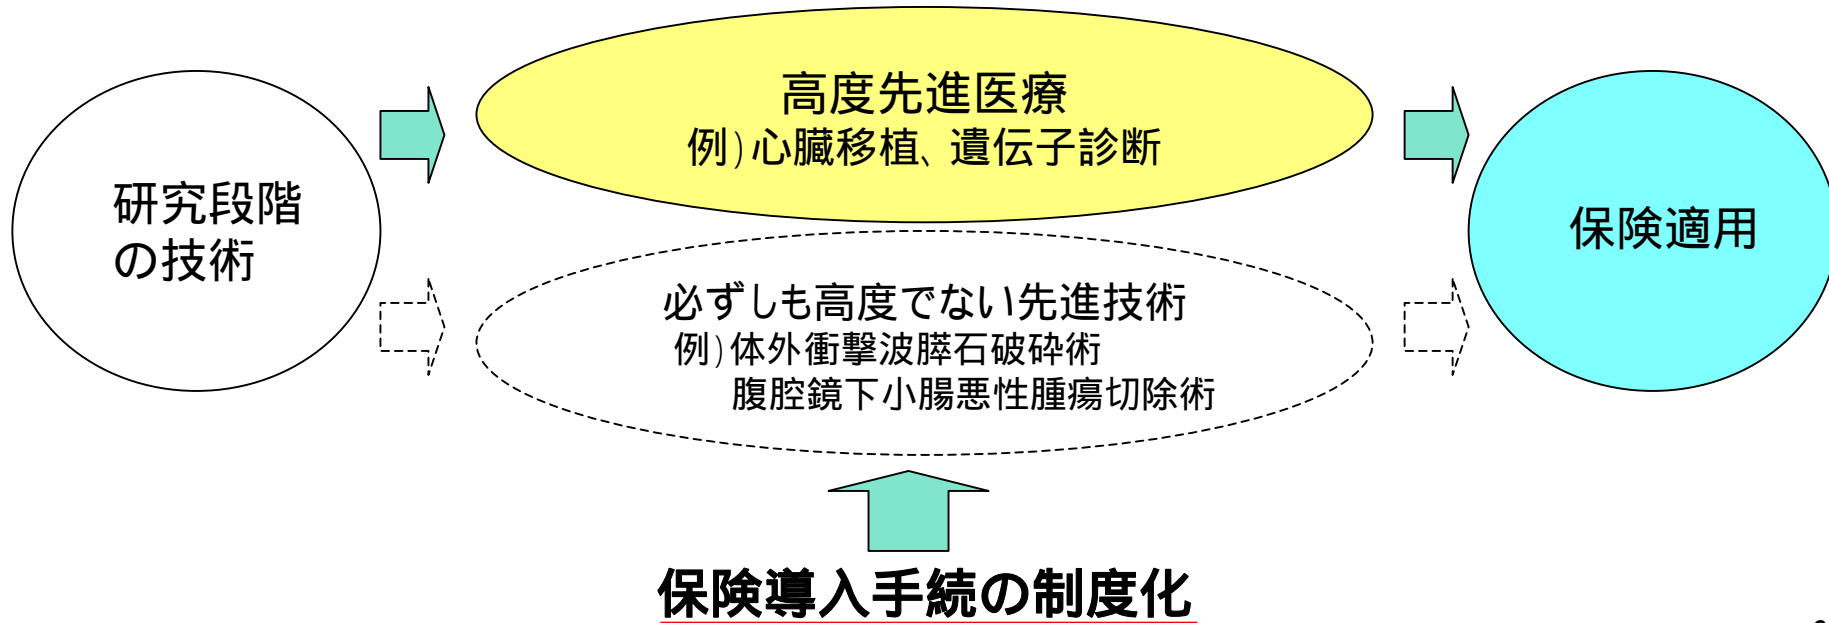 高度先進医療
例)心臓移植、遺伝子診断
研究段階
の技術
保険適用
必ずしも高度でない先進技術
例)体外衝撃波膵石破砕術
腹腔鏡下小腸悪性腫瘍切除術
保険導入手続の制度化